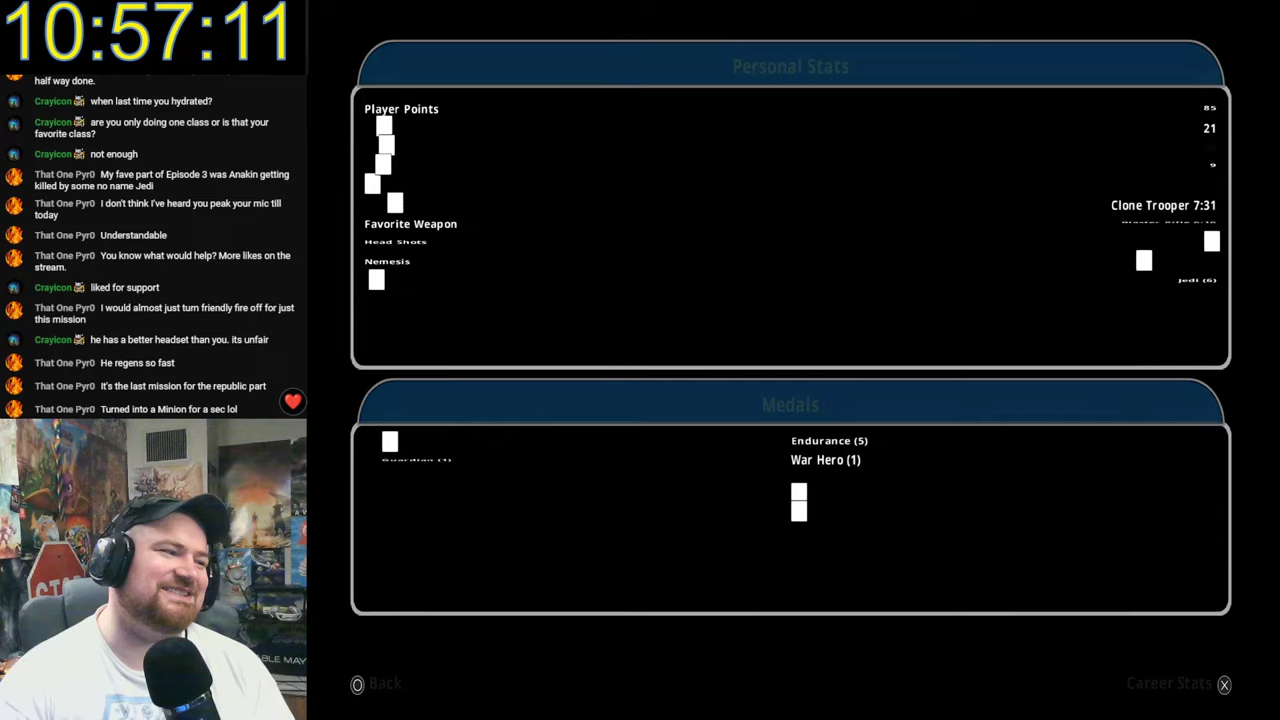 10:57:11
half way done.
Crayicon when last time you hydrated?
Crayicon are you only doing one class or is that your
favorite class?
Crayicon not enough
That One Pyr0 My fave part of Episode 3 was Anakin getting
killed by some no name Jedi
That One Pyr0 I don't think I've heard you peak your mic till
today
That One Pyr0 Understandable
That One Pyr0 You know what would help? More likes on the
stream.
Crayicon liked for support
That One Pyr0 I would almost just turn friendly fire off for just
this mission
Crayicon he has a better headset than you. its unfair
That One Pyr0 He regens so fast
That One Pyr0 It's the last mission for the republic part
That One Pyr0 Turned into a Minion for a sec lol
STOP
BLE MAY
Personal Stats
Player Points 85
21
9
Clone Trooper 7:31
Favorite Weapon
Head Shots
Nemesis
Jedi (6)
Medals
Endurance (5)
Guardian (1) War Hero (1)
Back Career Stats